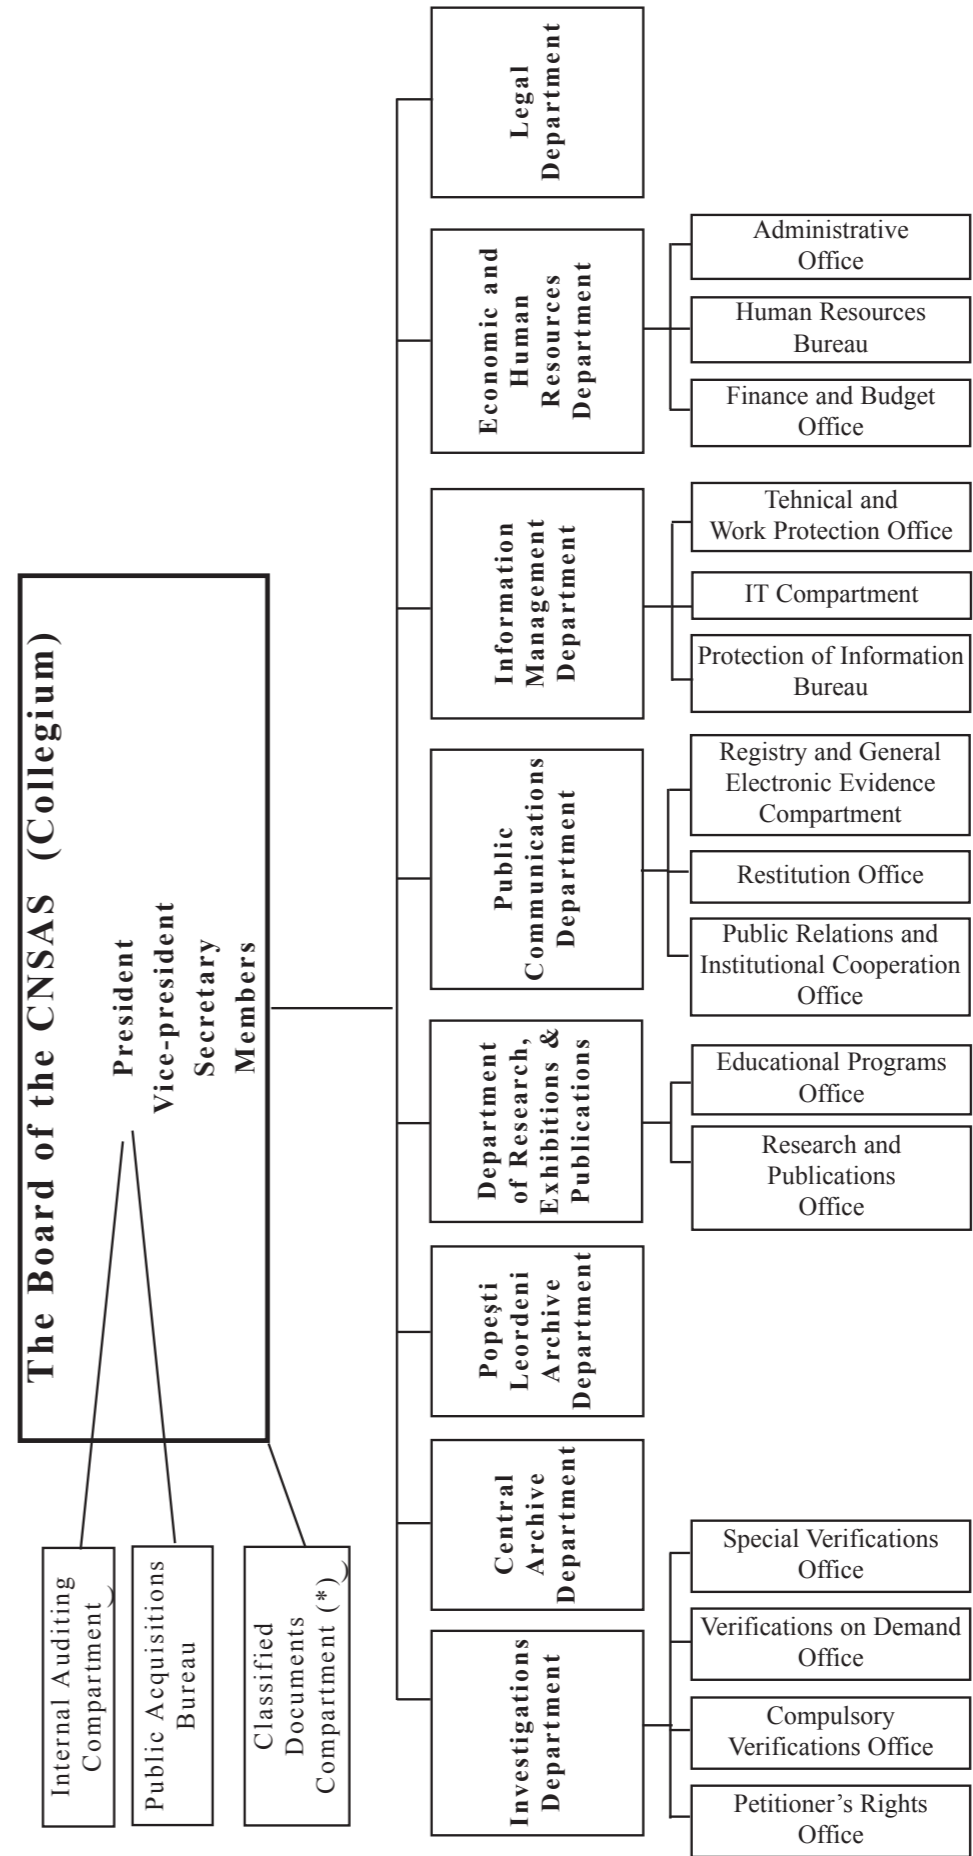 The Board of the CNSAS (Collegium)
President
Vice-president
Secretary
Members
Internal Auditing
Compartment
Public Acquisitions
Bureau
Classified
Documents
Compartment (*)
Investigations
Department
Central
Archive
Department
Popeşti
Leordeni
Archive
Department
Department
of Research,
Exhibitions &
Publications
Public
Communications
Department
Information
Management
Department
Economic and
Human
Resources
Department
Legal
Department
Petitioner’s Rights
Office
Compulsory
Verifications Office
Verifications on Demand
Office
Special Verifications
Office
Research and
Publications
Office
Educational Programs
Office
Public Relations and
Institutional Cooperation
Office
Restitution Office
Registry and General
Electronic Evidence
Compartment
Protection of Information
Bureau
IT Compartment
Tehnical and
Work Protection Office
Finance and Budget
Office
Human Resources
Bureau
Administrative
Office